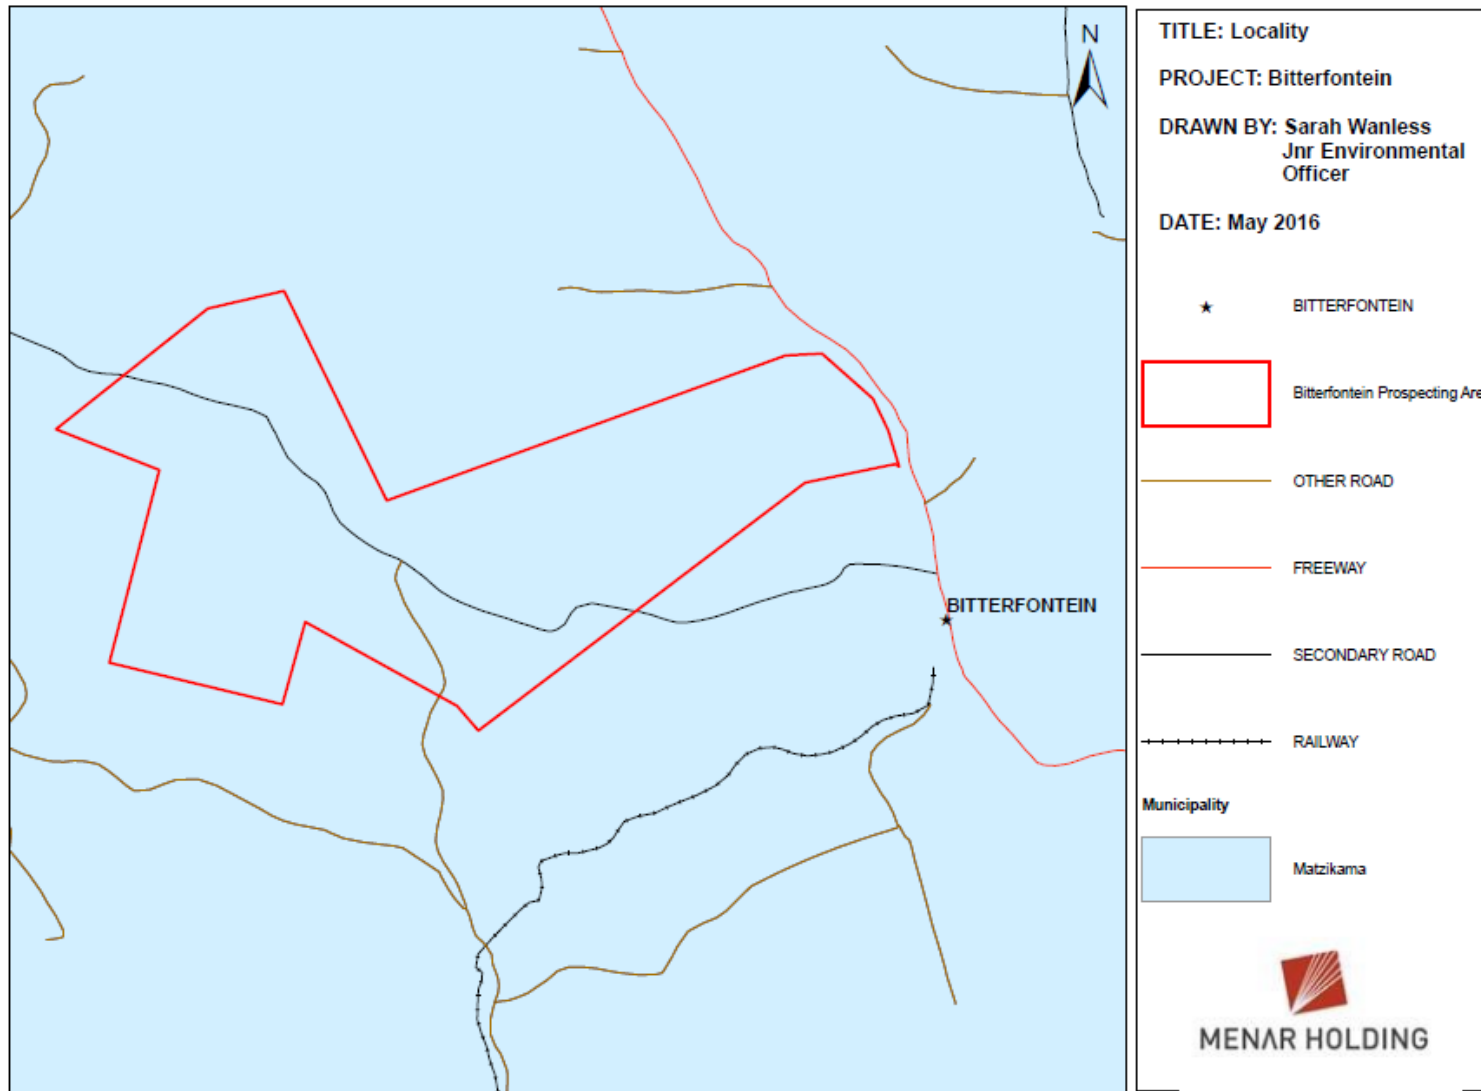 N
BITTERFONTEIN
TITLE: Locality
PROJECT: Bitterfontein
DRAWN BY: Sarah Wanless
Jnr Environmental
Officer
DATE: May 2016
BITTERFONTEIN
Bitterfontein Prospecting Are
OTHER ROAD
FREEWAY
SECONDARY ROAD
RAILWAY
Municipality
Matzikama
MENAR HOLDING